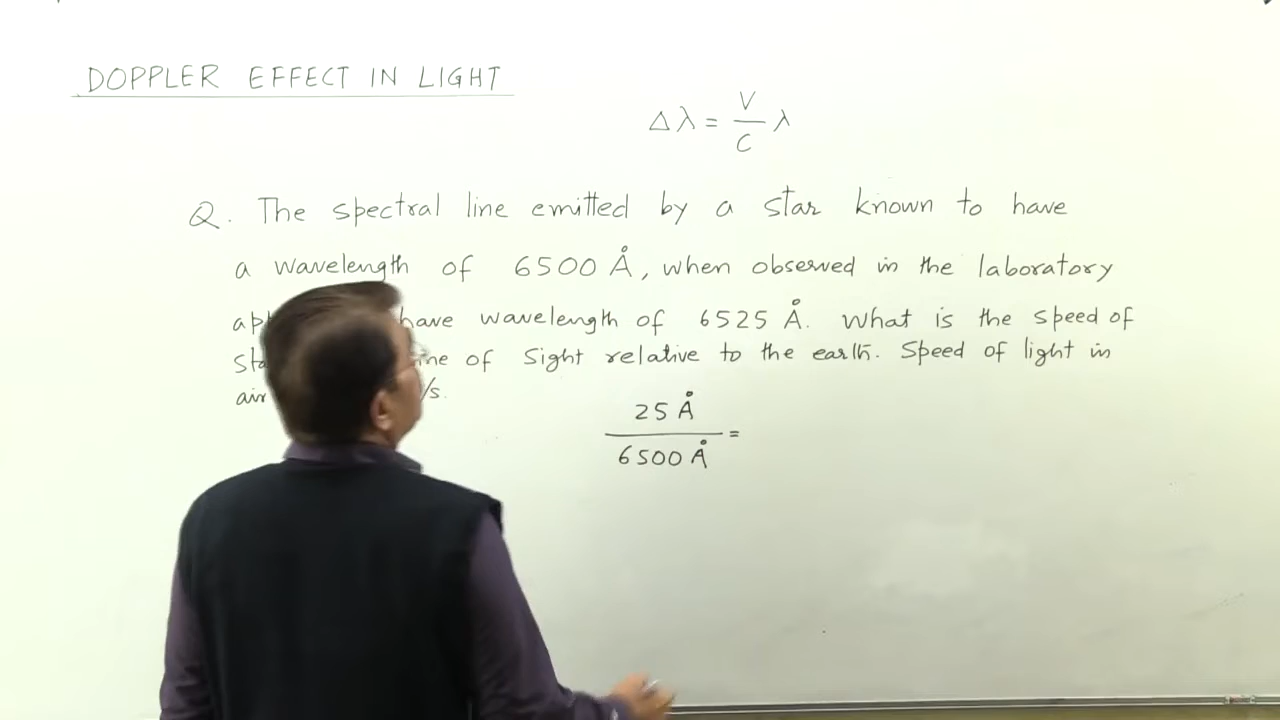 DOPPLER EFFECT IN LIGHT
Δλ = V/C λ
Q. The spectral line emitted by a star known to have
a wavelength of 6500 Å, when observed in the laboratory
have wavelength of 6525 Å. What is the speed of
of Sight relative to the earth. Speed of light in
air /s.
25 Å
6500 Å =